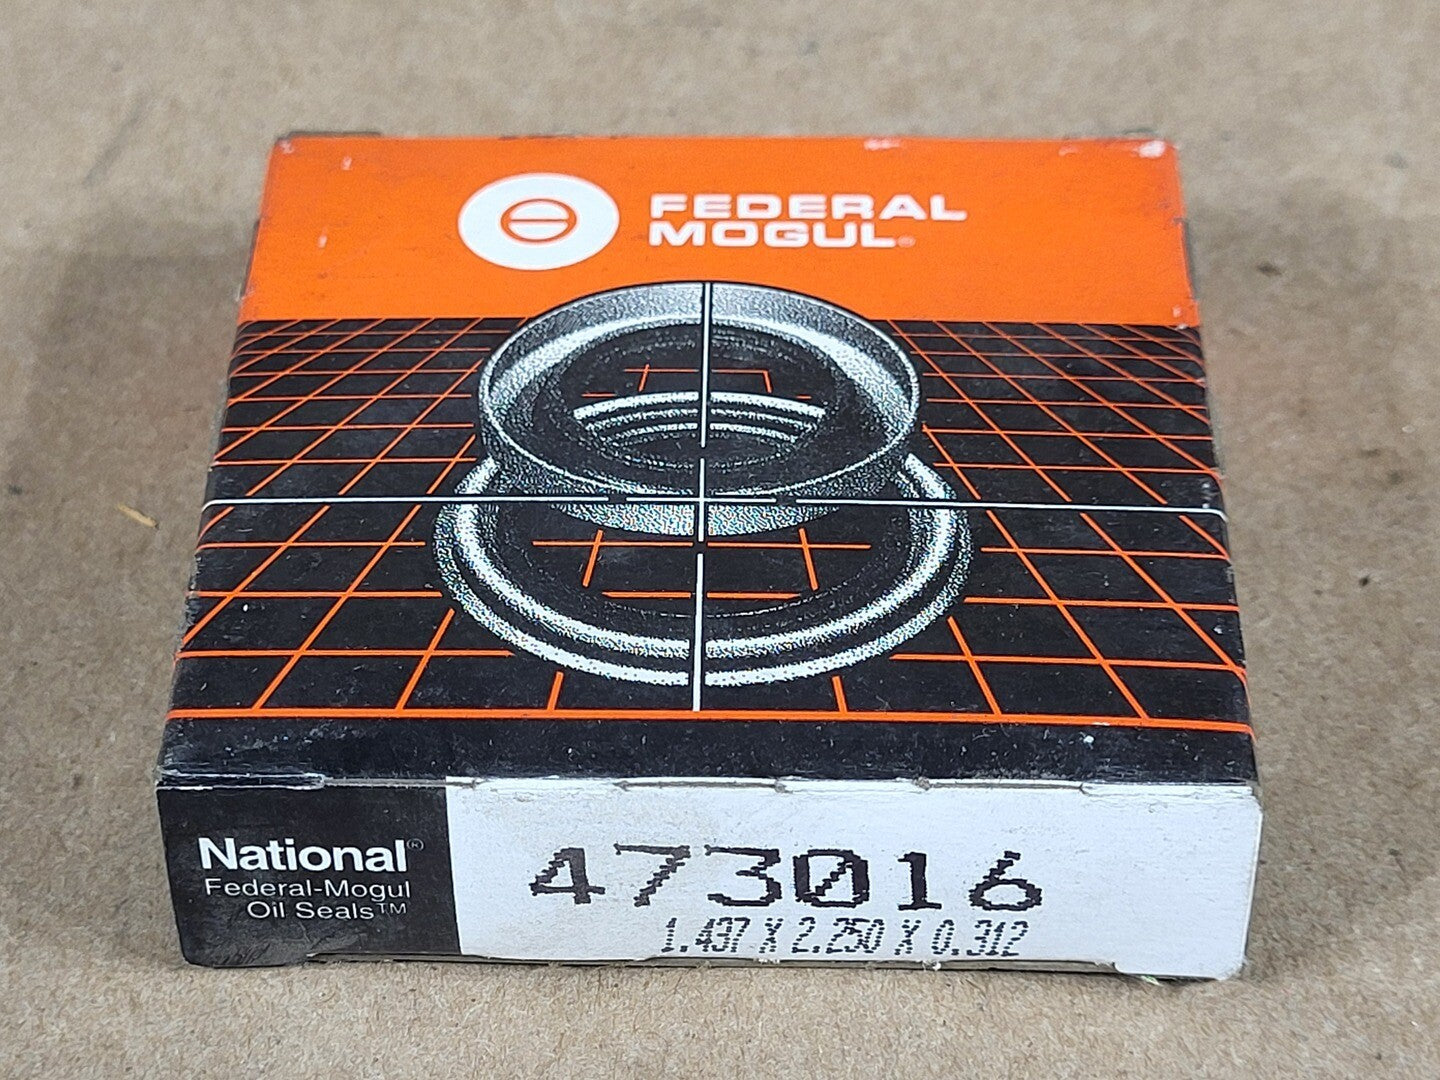 FEDERAL
MOGUL®
National®
Federal-Mogul
Oil Seals™
473016
1.437 X 2.250 X 0.312